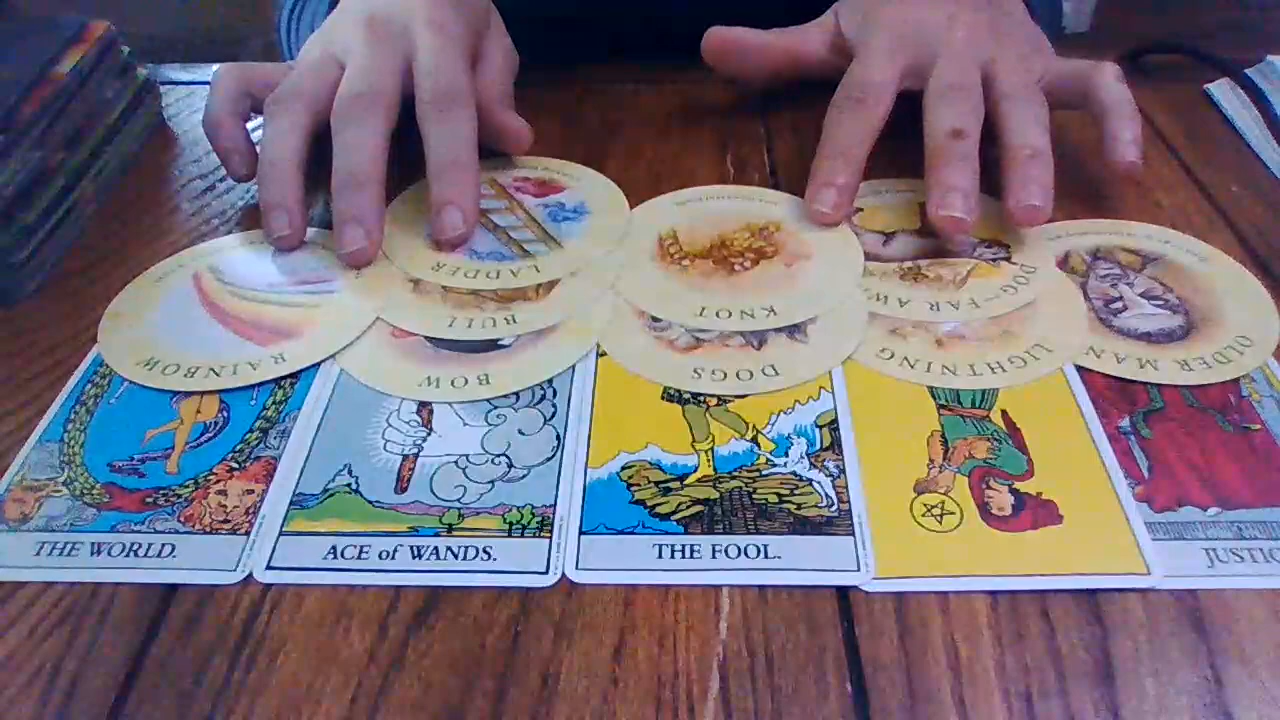 LADDER
BULL
KNOT
DOG-FAR AW
RAINBOW
BOW
DOGS
LIGHTNING
OLDER MAN
THE WORLD.
ACE of WANDS.
THE FOOL.
JUSTIC